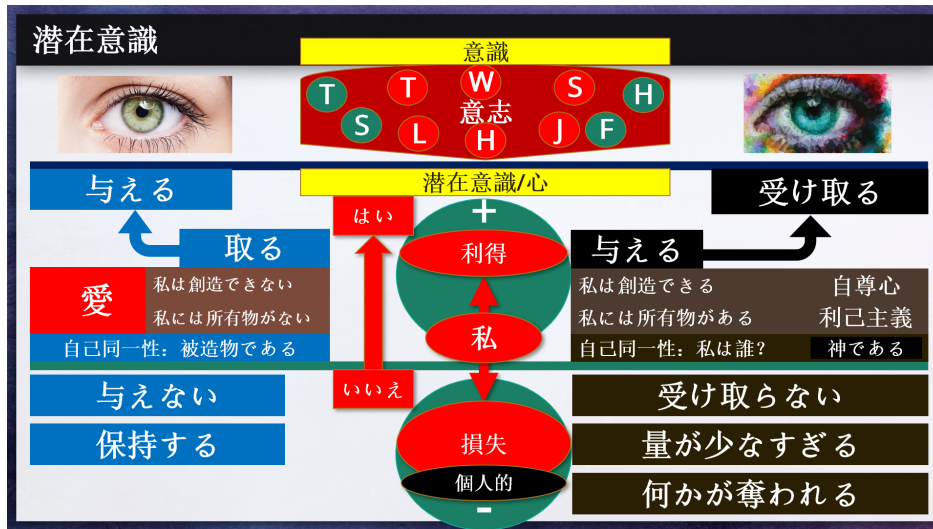 潜在意識
意識
T
T
W
S
H
意志
S
L
H
J
F
潜在意識/心
与える
取る
愛
私は創造できない
私には所有物がない
自己同一性: 被造物である
与えない
保持する
はい
いいえ
+
利得
私
損失
個人的
-
受け取る
与える
私は創造できる
自尊心
私には所有物がある
利己主義
自己同一性: 私は誰?
神である
受け取らない
量が少なすぎる
何かが奪われる